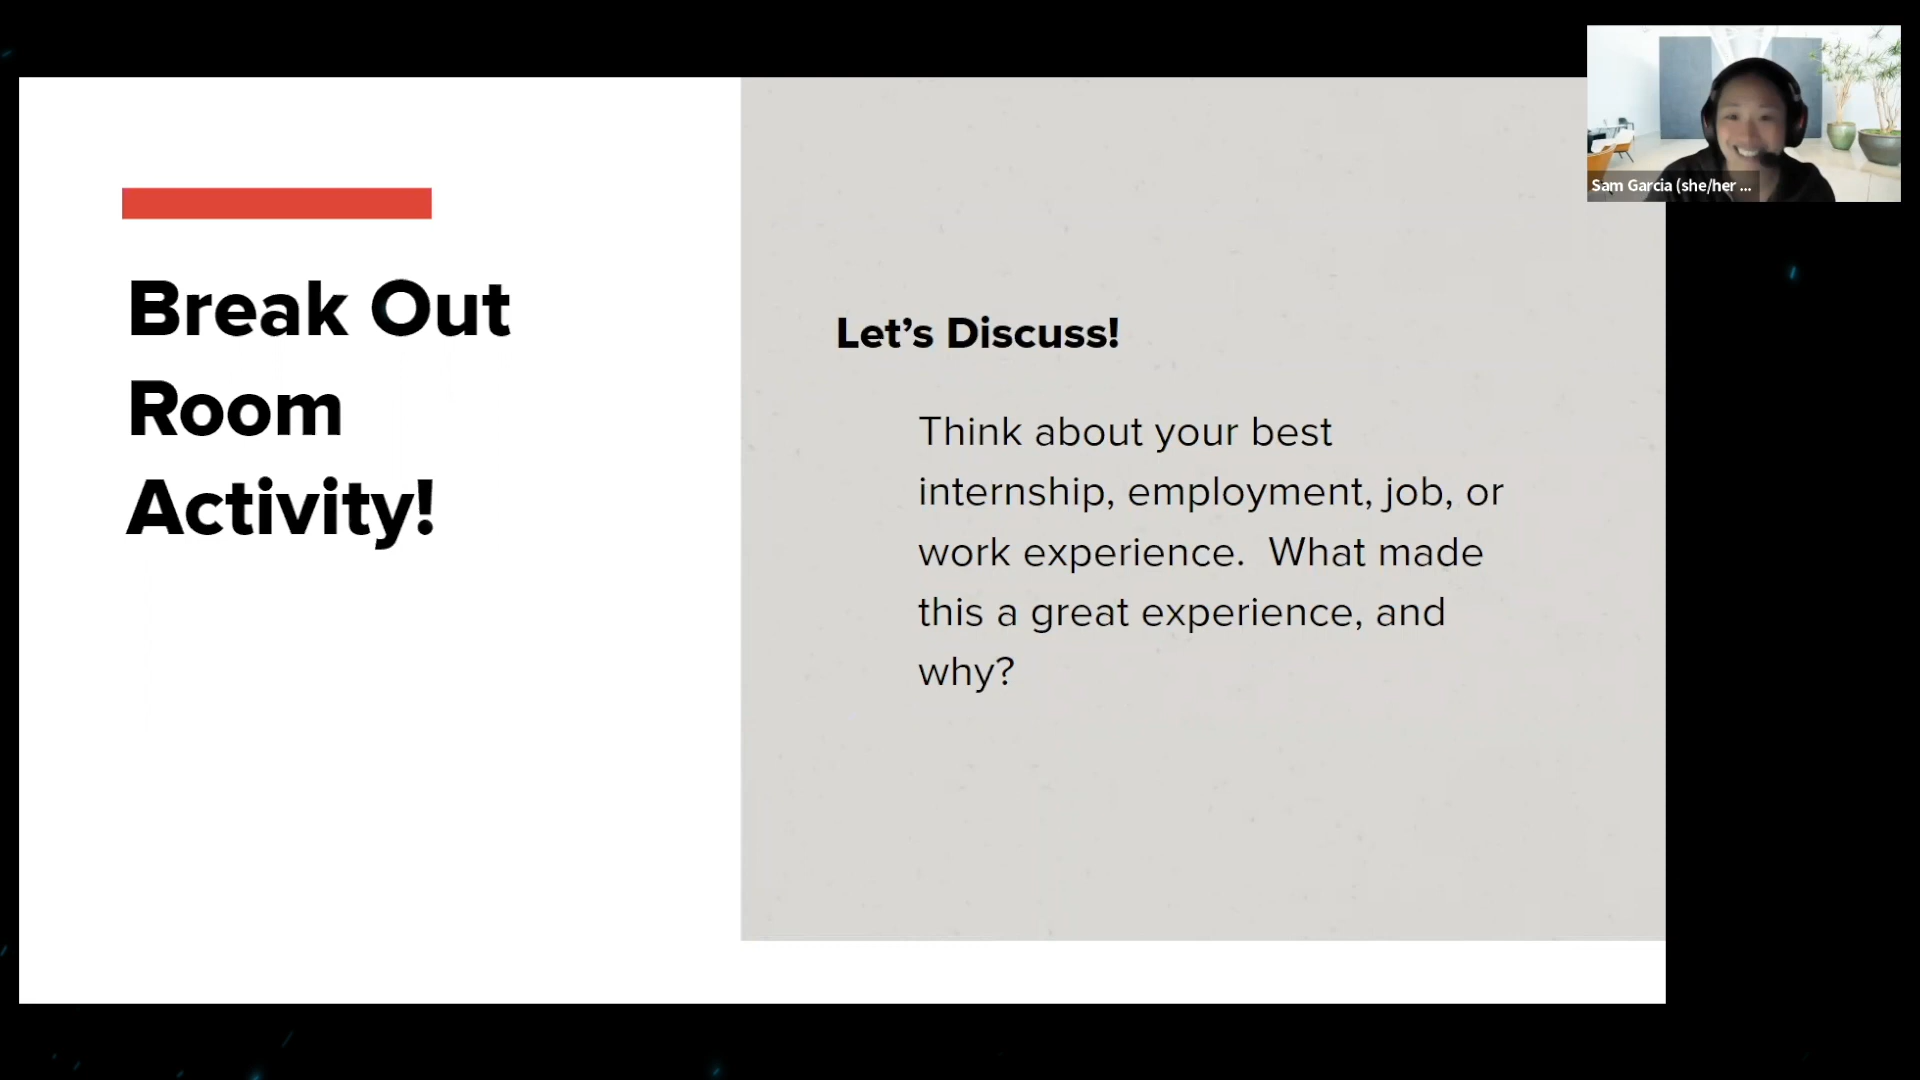 Break Out
Room
Activity!
Let’s Discuss!
Think about your best
internship, employment, job, or
work experience.  What made
this a great experience, and
why?
Sam Garcia (she/her ...